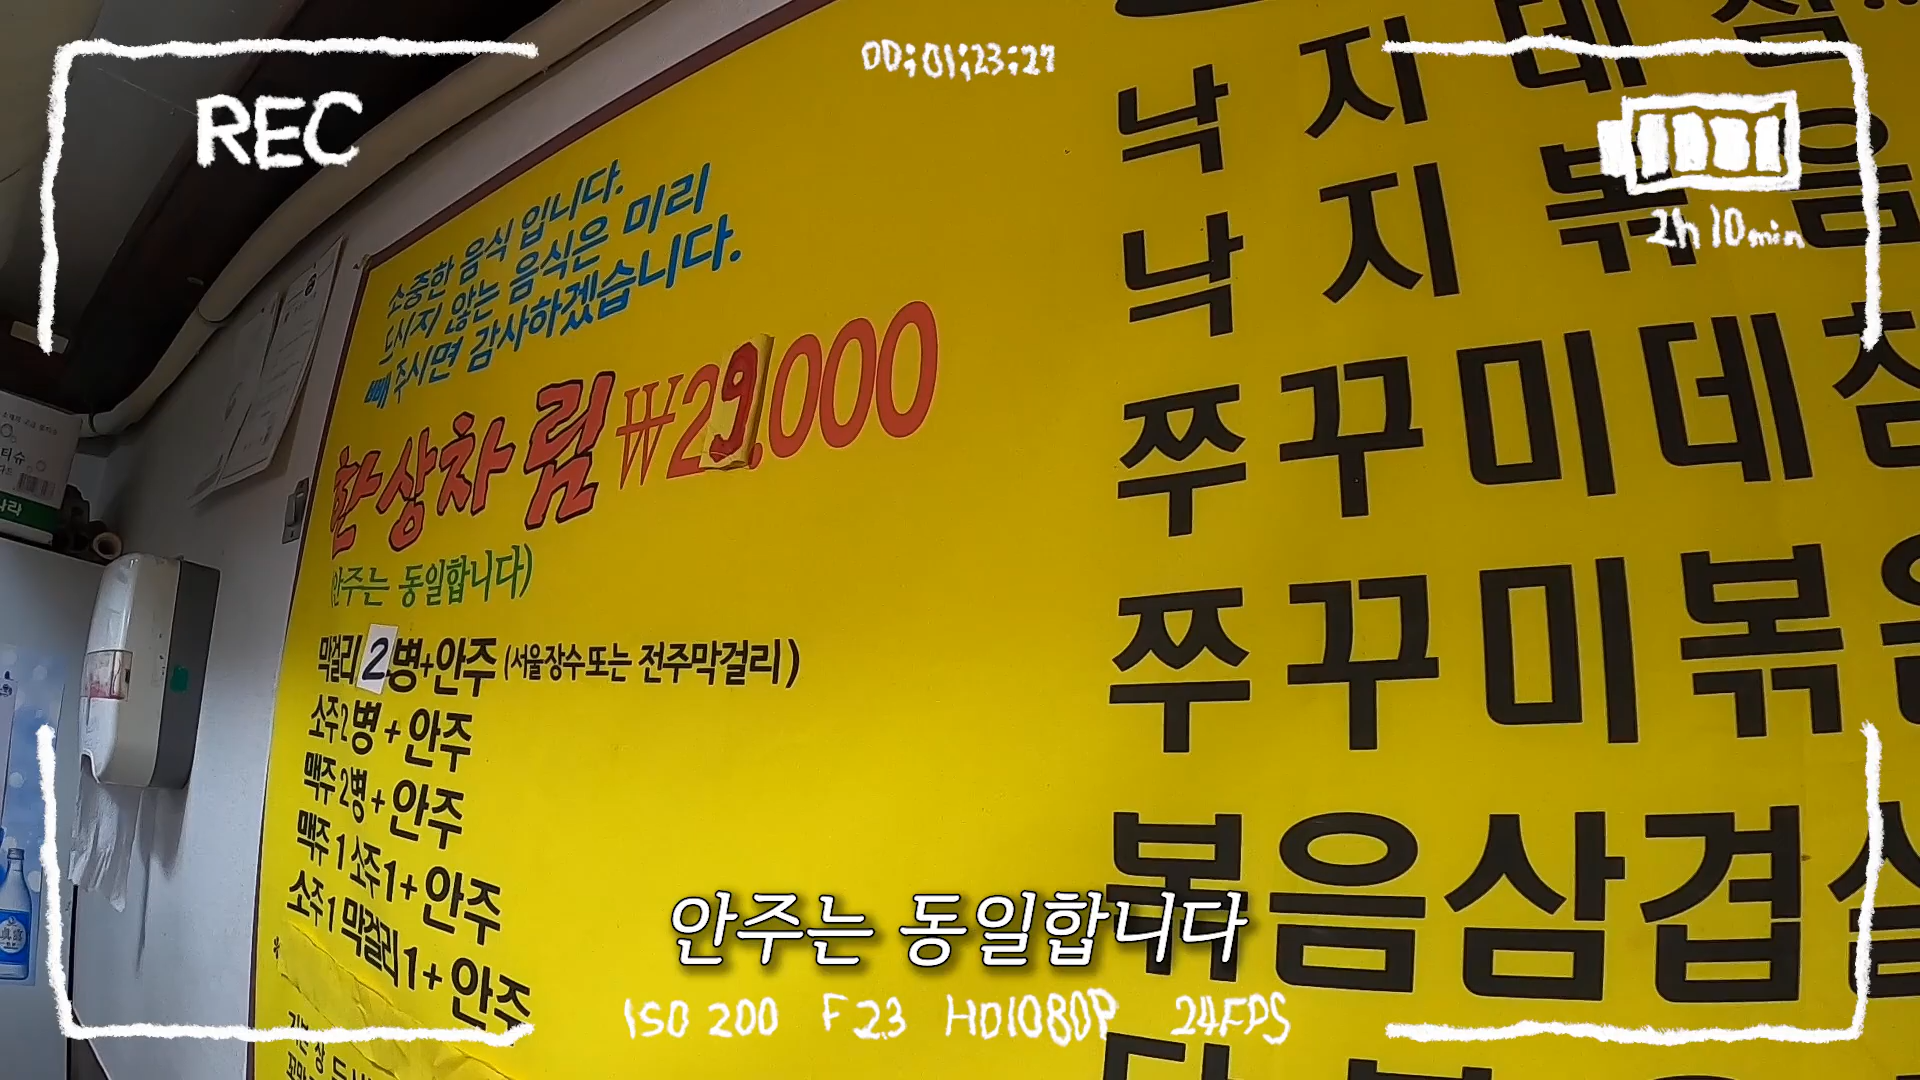 00:01:23:27
REC
2h 10min
소중한 음식 입니다.
드시지 않는 음식은 미리
빼주시면 감사하겠습니다.
한상차림 ₩29,000
(안주는 동일합니다)
막걸리 2병+안주 (서울장수또는 전주막걸리)
소주2병+안주
맥주2병+안주
맥주1소주1+안주
소주1막걸리1+안주
낙지데침
낙지볶음
쭈꾸미데침
쭈꾸미볶음
볶음삼겹살
안주는 동일합니다
ISO 200 F 2.3 HD1080P 24FPS